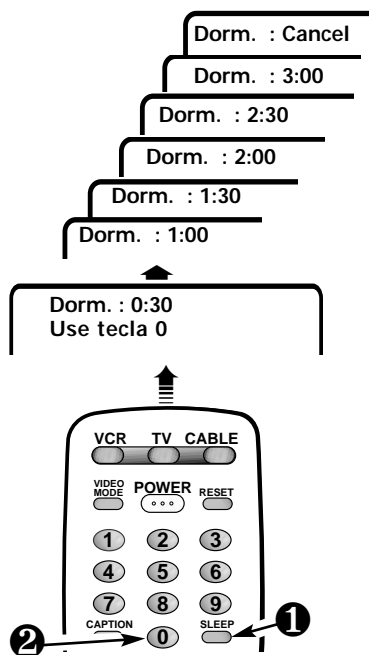 Dorm. : Cancel
Dorm. : 3:00
Dorm. : 2:30
Dorm. : 2:00
Dorm. : 1:30
Dorm. : 1:00
Dorm. : 0:30
Use tecla 0
VCR TV CABLE
VIDEO MODE POWER RESET
1 2 3
4 5 6
7 8 9
CAPTION 0 SLEEP
2 1